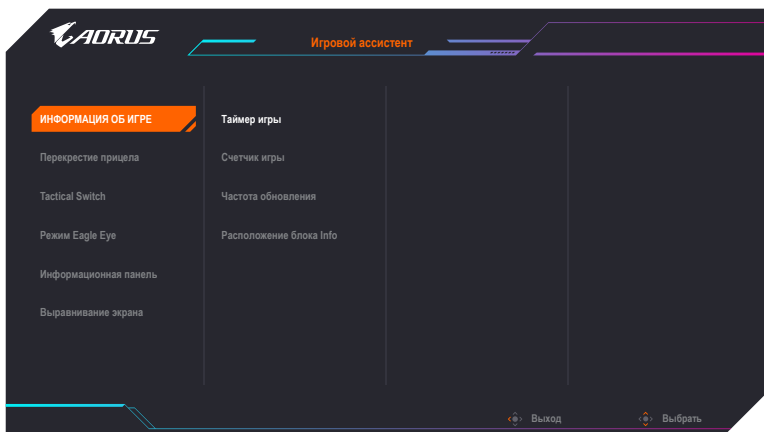 AORUS
Игровой ассистент
ИНФОРМАЦИЯ ОБ ИГРЕ
Таймер игры
Перекрестие прицела
Счетчик игры
Tactical Switch
Частота обновления
Режим Eagle Eye
Расположение блока Info
Информационная панель
Выравнивание экрана
Выход
Выбрать